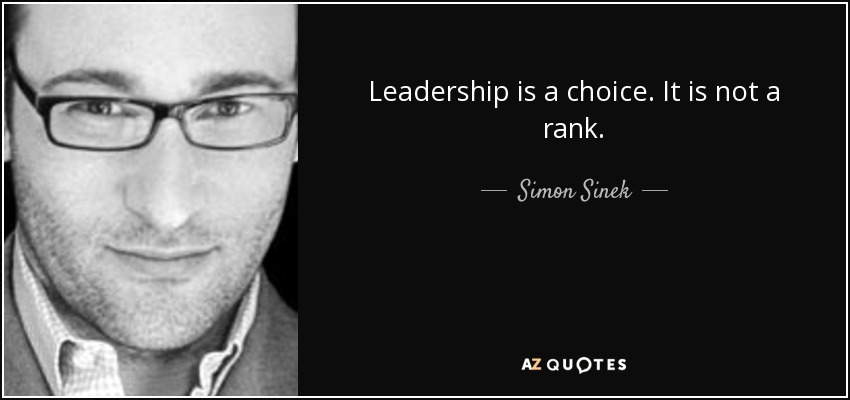 Leadership is a choice. It is not a
rank.
Simon Sinek
AZ QUOTES